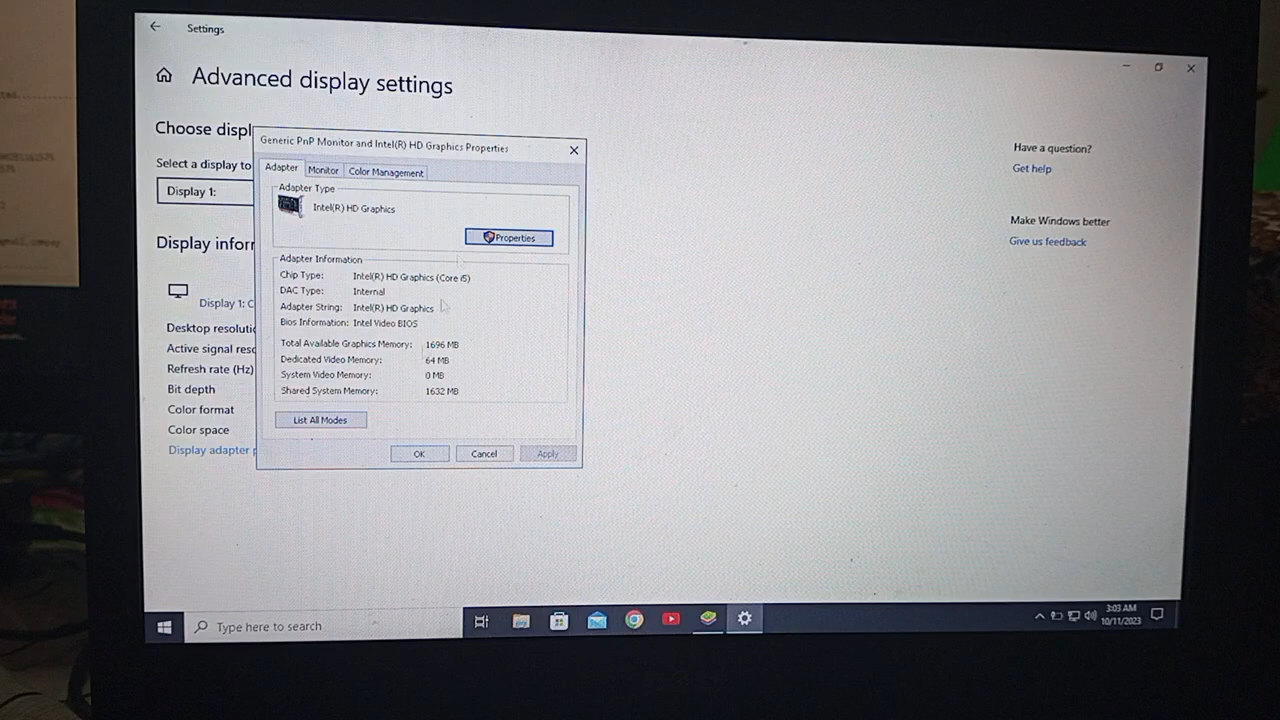 Settings
Advanced display settings
Choose displ
Select a display to
Display 1:
Display inforr
Display 1: C
Desktop resolutic
Active signal resc
Refresh rate (Hz)
Bit depth
Color format
Color space
Display adapter p
Generic PnP Monitor and Intel(R) HD Graphics Properties
Adapter Monitor Color Management
Adapter Type
Intel(R) HD Graphics
Properties
Adapter Information
Chip Type: Intel(R) HD Graphics (Core i5)
DAC Type: Internal
Adapter String: Intel(R) HD Graphics
Bios Information: Intel Video BIOS
Total Available Graphics Memory: 1696 MB
Dedicated Video Memory: 64 MB
System Video Memory: 0 MB
Shared System Memory: 1632 MB
List All Modes
OK Cancel Apply
Have a question?
Get help
Make Windows better
Give us feedback
Type here to search
3:03 AM
10/11/2023